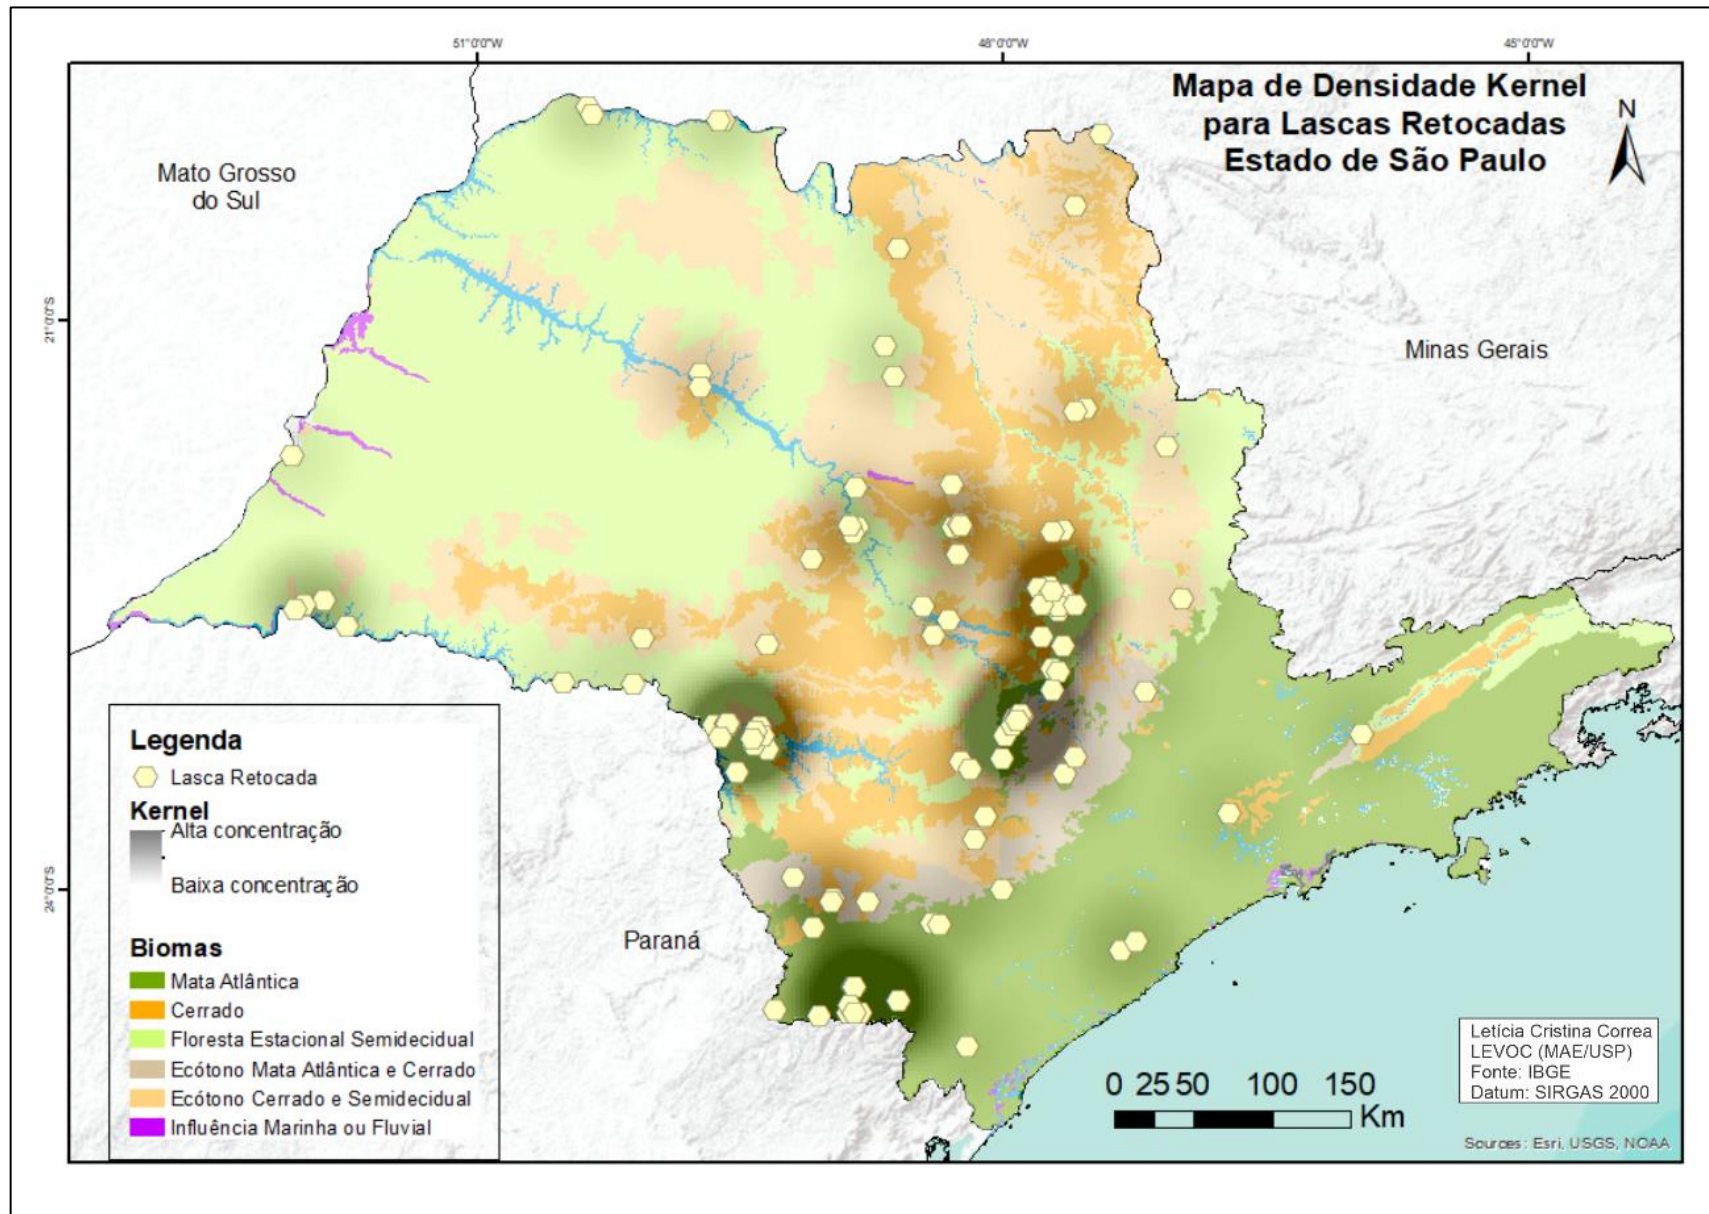 51°0'0"W
48°0'0"W
45°0'0"W
Mapa de Densidade Kernel
para Lascas Retocadas
Estado de São Paulo
N
Mato Grosso
do Sul
21°0'0"S
Minas Gerais
Legenda
Lasca Retocada
Kernel
Alta concentração
Baixa concentração
24°0'0"S
Paraná
Biomas
Mata Atlântica
Cerrado
Floresta Estacional Semidecidual
Ecótono Mata Atlântica e Cerrado
Ecótono Cerrado e Semidecidual
Influência Marinha ou Fluvial
Letícia Cristina Correa
LEVOC (MAE/USP)
Fonte: IBGE
Datum: SIRGAS 2000
0 25 50 100 150
Km
Sources: Esri, USGS, NOAA